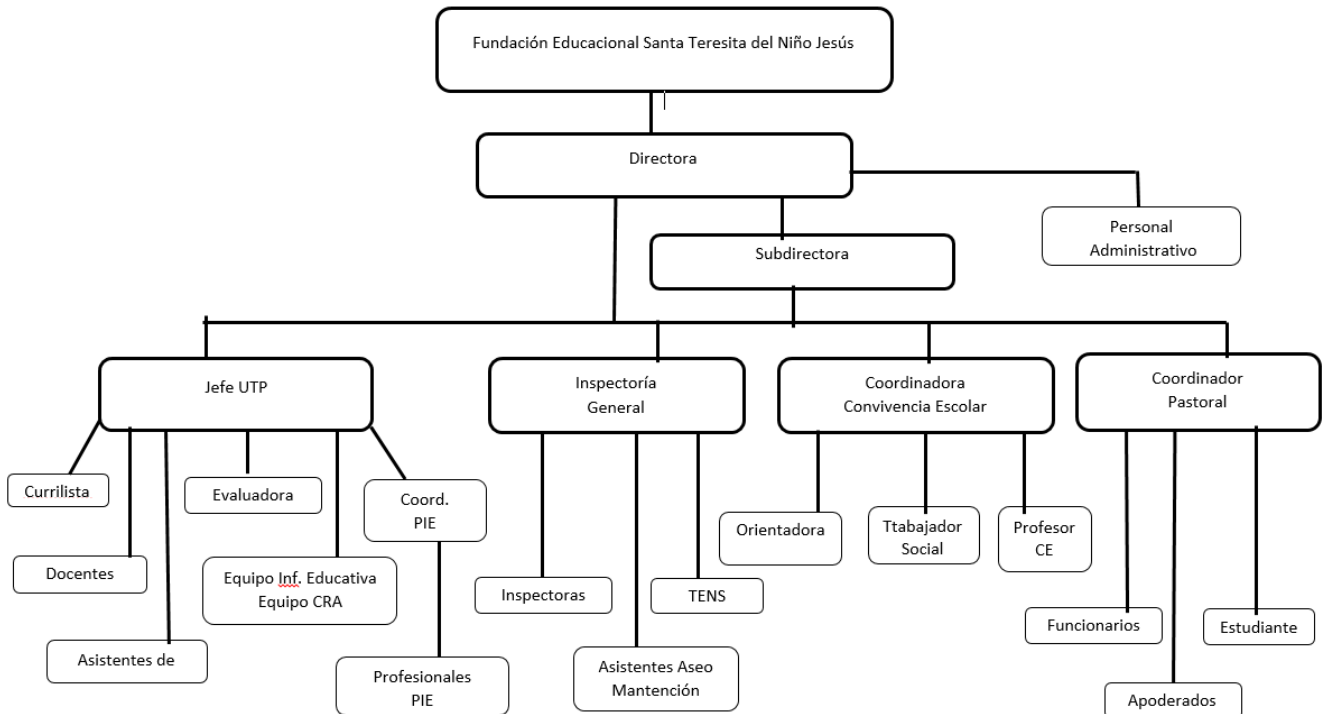 Fundación Educacional Santa Teresita del Niño Jesús
Directora
Personal
Administrativo
Subdirectora
Jefe UTP
Inspectoría
General
Coordinadora
Convivencia Escolar
Coordinador
Pastoral
Currilista
Evaluadora
Coord.
PIE
Orientadora
Ttabajador
Social
Profesor
CE
Docentes
Equipo Inf. Educativa
Equipo CRA
Inspectoras
TENS
Funcionarios
Estudiante
Asistentes de
Profesionales
PIE
Asistentes Aseo
Mantención
Apoderados